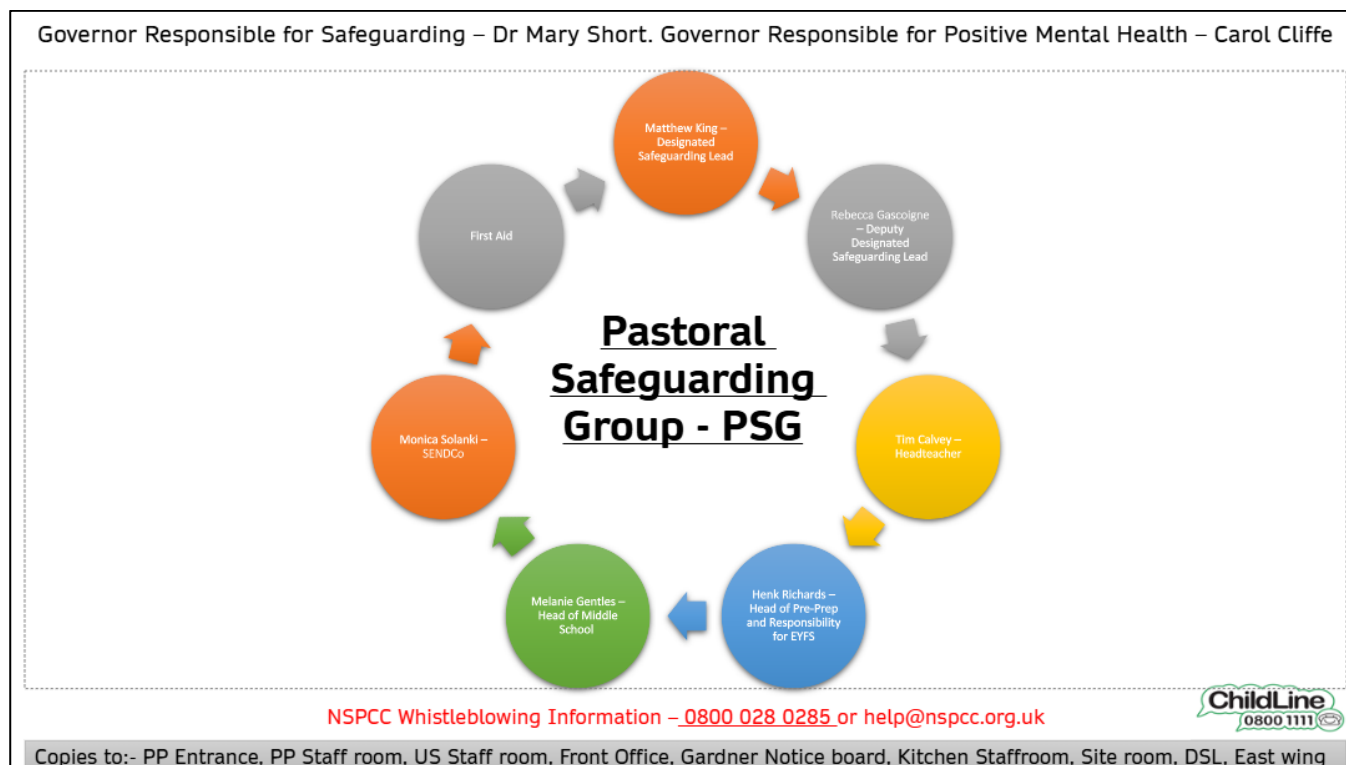 Governor Responsible for Safeguarding – Dr Mary Short. Governor Responsible for Positive Mental Health – Carol Cliffe
Matthew King –
Designated
Safeguarding Lead
Rebecca Gascoigne
– Deputy
Designated
Safeguarding Lead
Tim Calvey –
Headteacher
Henk Richards –
Head of Pre-Prep
and Responsibility
for EYFS
Melanie Gentles –
Head of Middle
School
Monica Solanki –
SENDCo
First Aid
Pastoral
Safeguarding
Group - PSG
NSPCC Whistleblowing Information – 0800 028 0285 or help@nspcc.org.uk
ChildLine
0800 1111
Copies to:- PP Entrance, PP Staff room, US Staff room, Front Office, Gardner Notice board, Kitchen Staffroom, Site room, DSL, East wing